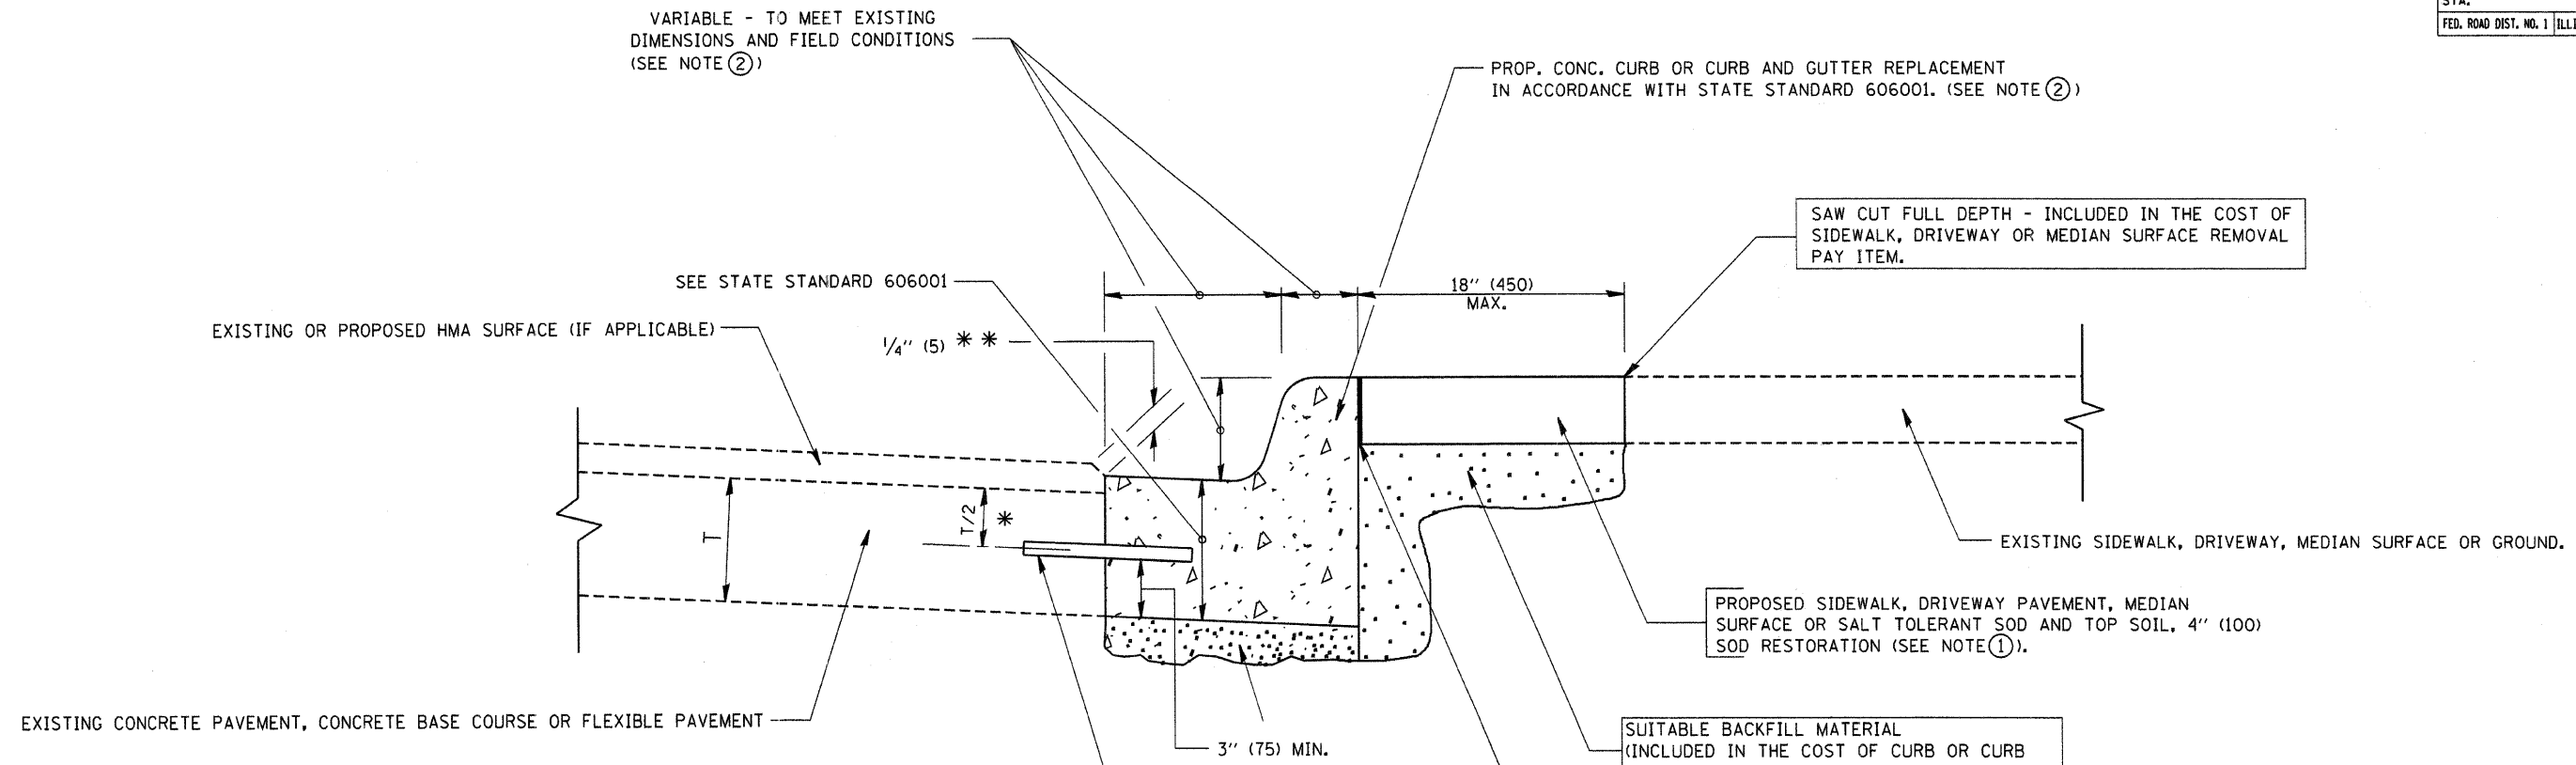 STA.
FED. ROAD DIST. NO. 1 ILLI
VARIABLE - TO MEET EXISTING
DIMENSIONS AND FIELD CONDITIONS
(SEE NOTE ②)
PROP. CONC. CURB OR CURB AND GUTTER REPLACEMENT
IN ACCORDANCE WITH STATE STANDARD 606001. (SEE NOTE ②)
SAW CUT FULL DEPTH - INCLUDED IN THE COST OF
SIDEWALK, DRIVEWAY OR MEDIAN SURFACE REMOVAL
PAY ITEM.
SEE STATE STANDARD 606001
18" (450)
MAX.
EXISTING OR PROPOSED HMA SURFACE (IF APPLICABLE)
1/4" (5) * *
T
T/2 *
EXISTING SIDEWALK, DRIVEWAY, MEDIAN SURFACE OR GROUND.
PROPOSED SIDEWALK, DRIVEWAY PAVEMENT, MEDIAN
SURFACE OR SALT TOLERANT SOD AND TOP SOIL, 4" (100)
SOD RESTORATION (SEE NOTE ①).
EXISTING CONCRETE PAVEMENT, CONCRETE BASE COURSE OR FLEXIBLE PAVEMENT
3" (75) MIN.
SUITABLE BACKFILL MATERIAL
(INCLUDED IN THE COST OF CURB OR CURB